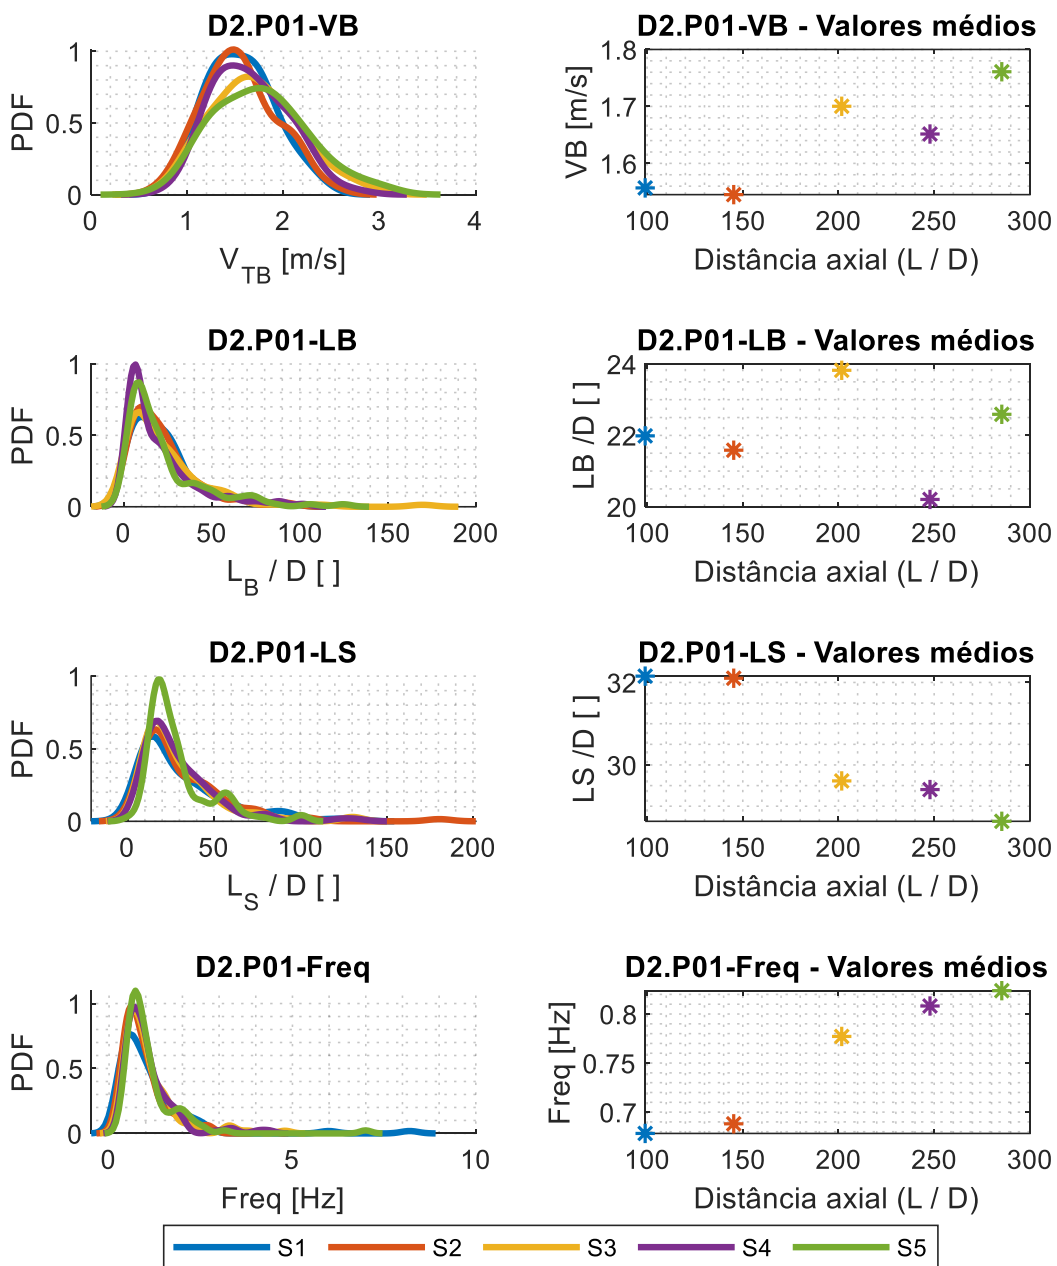 D2.P01-VB
PDF
1
0.5
0
0 1 2 3 4
V_TB [m/s]
D2.P01-VB - Valores médios
VB [m/s]
1.8
1.7
1.6
100 150 200 250 300
Distância axial (L / D)
D2.P01-LB
PDF
1
0.5
0
0 50 100 150 200
L_B / D [ ]
D2.P01-LB - Valores médios
LB /D [ ]
24
22
20
100 150 200 250 300
Distância axial (L / D)
D2.P01-LS
PDF
1
0.5
0
0 50 100 150 200
L_S / D [ ]
D2.P01-LS - Valores médios
LS /D [ ]
32
30
100 150 200 250 300
Distância axial (L / D)
D2.P01-Freq
PDF
1
0.5
0
0 5 10
Freq [Hz]
D2.P01-Freq - Valores médios
Freq [Hz]
0.8
0.75
0.7
100 150 200 250 300
Distância axial (L / D)
S1 S2 S3 S4 S5